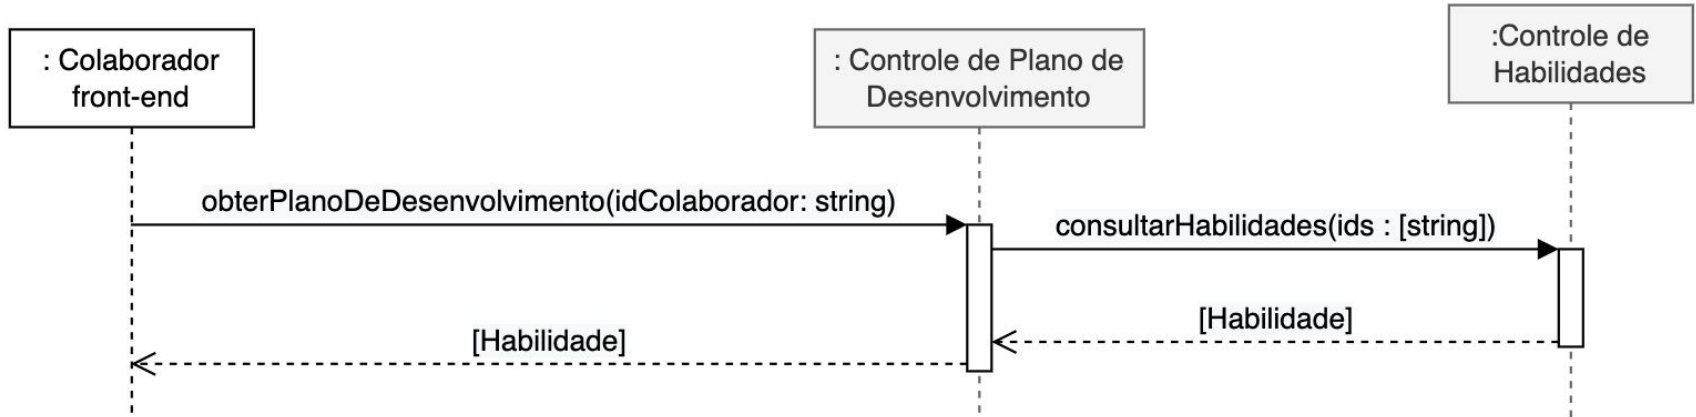 : Colaborador
front-end
: Controle de Plano de
Desenvolvimento
:Controle de
Habilidades
obterPlanoDeDesenvolvimento(idColaborador: string)
consultarHabilidades(ids : [string])
[Habilidade]
[Habilidade]